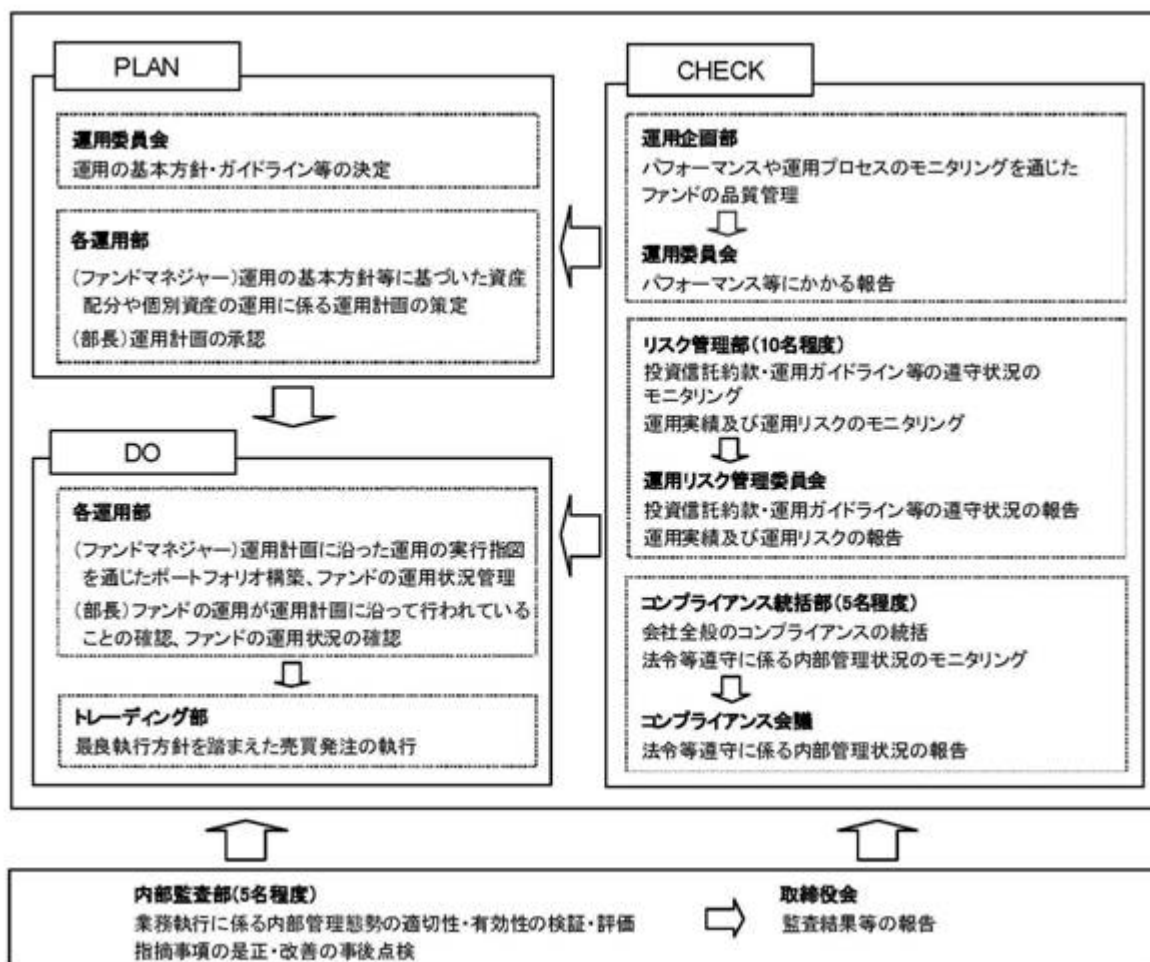 PLAN
運用委員会
運用の基本方針・ガイドライン等の決定
各運用部
(ファンドマネジャー)運用の基本方針等に基づいた資産
配分や個別資産の運用に係る運用計画の策定
(部長)運用計画の承認
DO
各運用部
(ファンドマネジャー)運用計画に沿った運用の実行指図
を通じたポートフォリオ構築、ファンドの運用状況管理
(部長)ファンドの運用が運用計画に沿って行われている
ことの確認、ファンドの運用状況の確認
トレーディング部
最良執行方針を踏まえた売買発注の執行
CHECK
運用企画部
パフォーマンスや運用プロセスのモニタリングを通じた
ファンドの品質管理
運用委員会
パフォーマンス等にかかる報告
リスク管理部(10名程度)
投資信託約款・運用ガイドライン等の遵守状況の
モニタリング
運用実績及び運用リスクのモニタリング
運用リスク管理委員会
投資信託約款・運用ガイドライン等の遵守状況の報告
運用実績及び運用リスクの報告
コンプライアンス統括部(5名程度)
会社全般のコンプライアンスの統括
法令等遵守に係る内部管理状況のモニタリング
コンプライアンス会議
法令等遵守に係る内部管理状況の報告
内部監査部(5名程度)
業務執行に係る内部管理態勢の適切性・有効性の検証・評価
指摘事項の是正・改善の事後点検
取締役会
監査結果等の報告